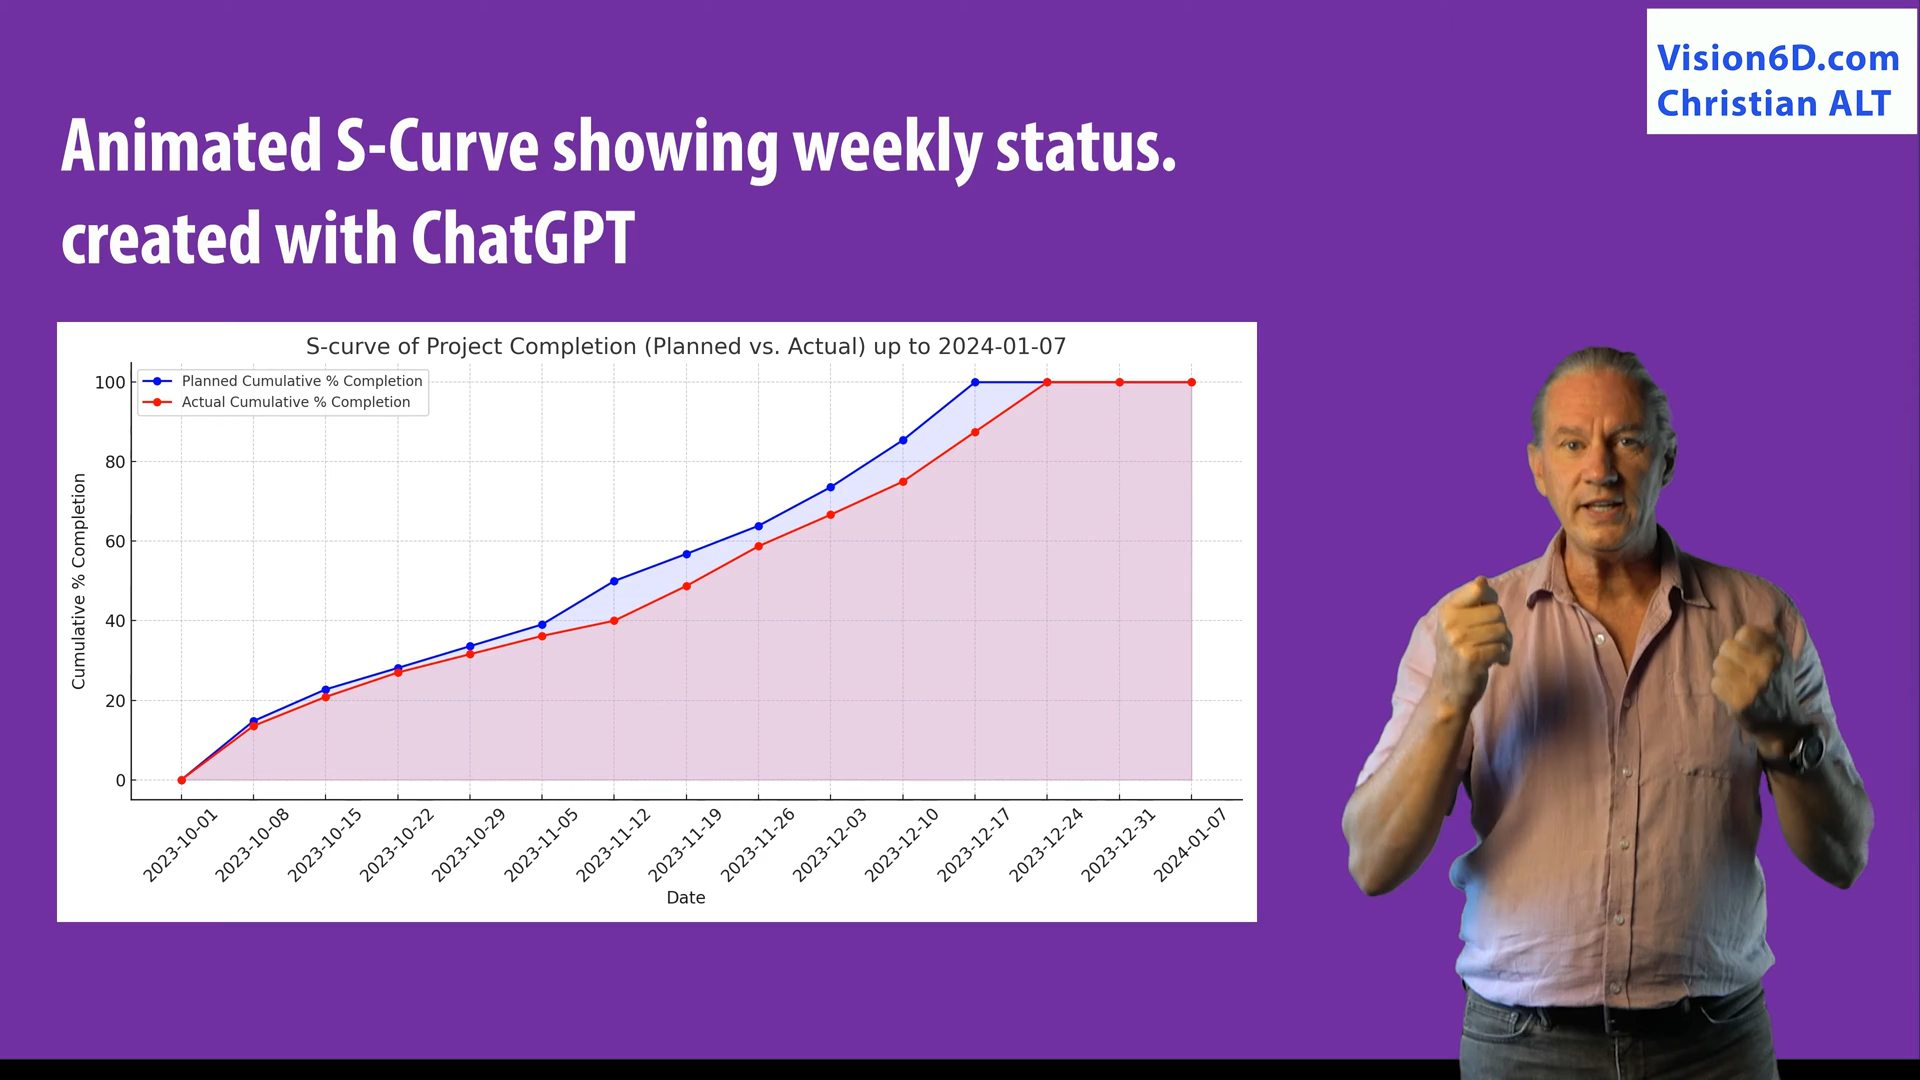 Vision6D.com
Christian ALT
Animated S-Curve showing weekly status.
created with ChatGPT
S-curve of Project Completion (Planned vs. Actual) up to 2024-01-07
Planned Cumulative % Completion
Actual Cumulative % Completion
100
80
60
40
20
0
Cumulative % Completion
2023-10-01
2023-10-08
2023-10-15
2023-10-22
2023-10-29
2023-11-05
2023-11-12
2023-11-19
2023-11-26
2023-12-03
2023-12-10
2023-12-17
2023-12-24
2023-12-31
2024-01-07
Date